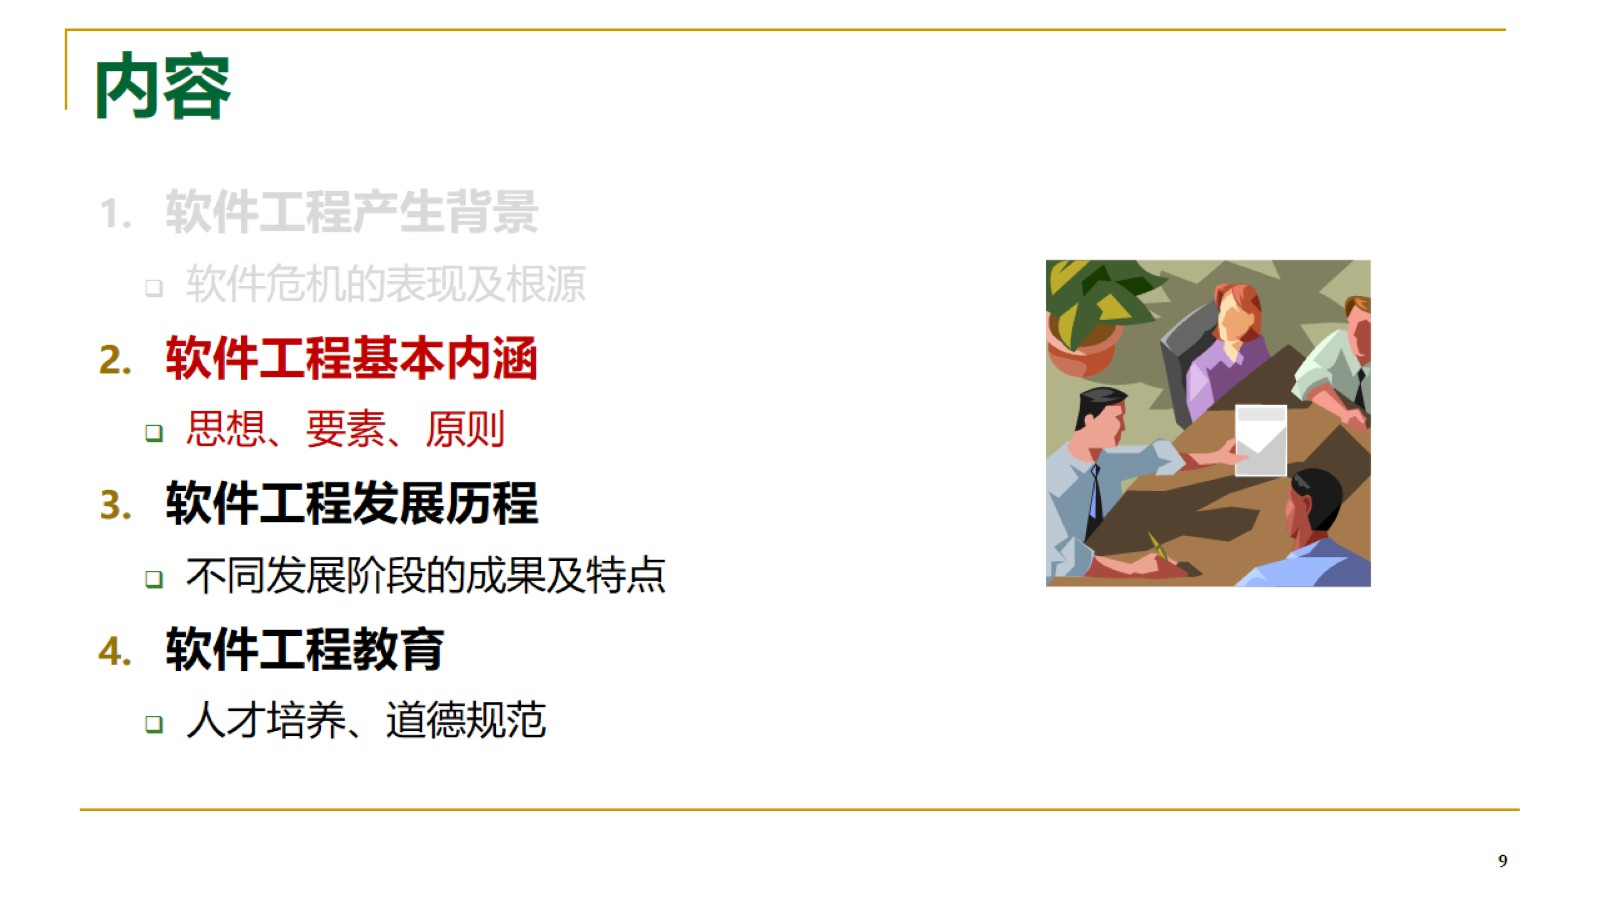 内容
1. 软件工程产生背景
❑ 软件危机的表现及根源
2. 软件工程基本内涵
❑ 思想、要素、原则
3. 软件工程发展历程
❑ 不同发展阶段的成果及特点
4. 软件工程教育
❑ 人才培养、道德规范
9